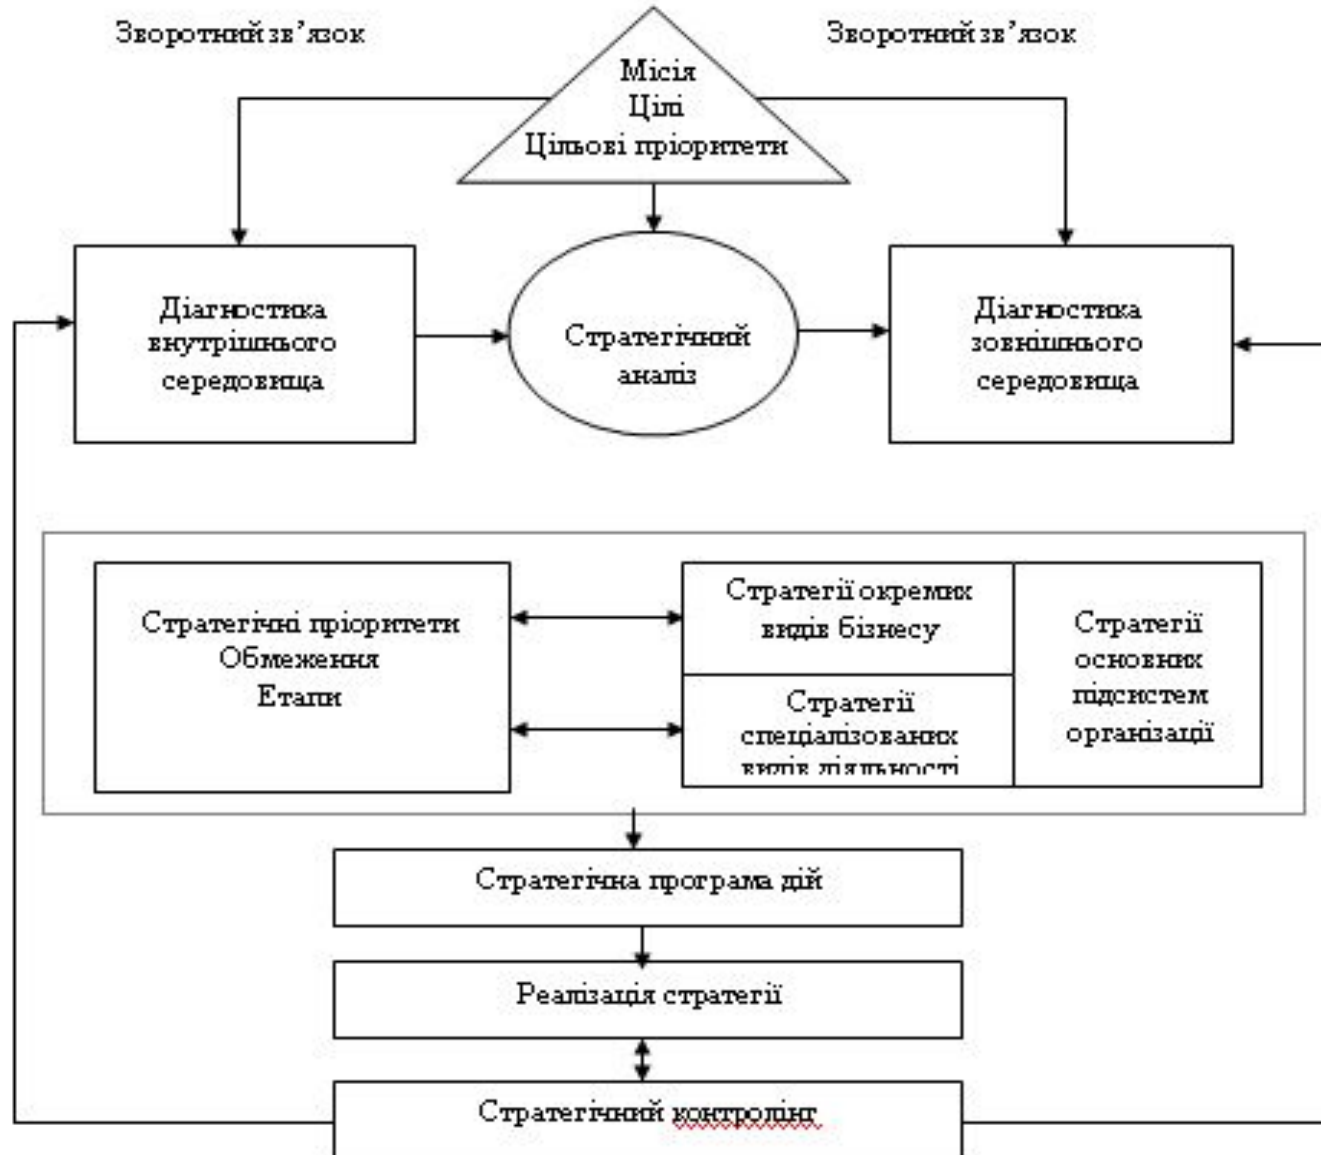 Зворотний зв’язок
Зворотний зв’язок
Місія
Цілі
Цільові пріоритети
Діагностика
внутрішнього
середовища
Стратегічний
аналіз
Діагностика
зовнішнього
середовища
Стратегічні пріоритети
Обмеження
Етапи
Стратегії окремих
видів бізнесу
Стратегії
спеціалізованих
видів діяльності
Стратегії
основних
підсистем
організації
Стратегічна програма дій
Реалізація стратегії
Стратегічний контролінг